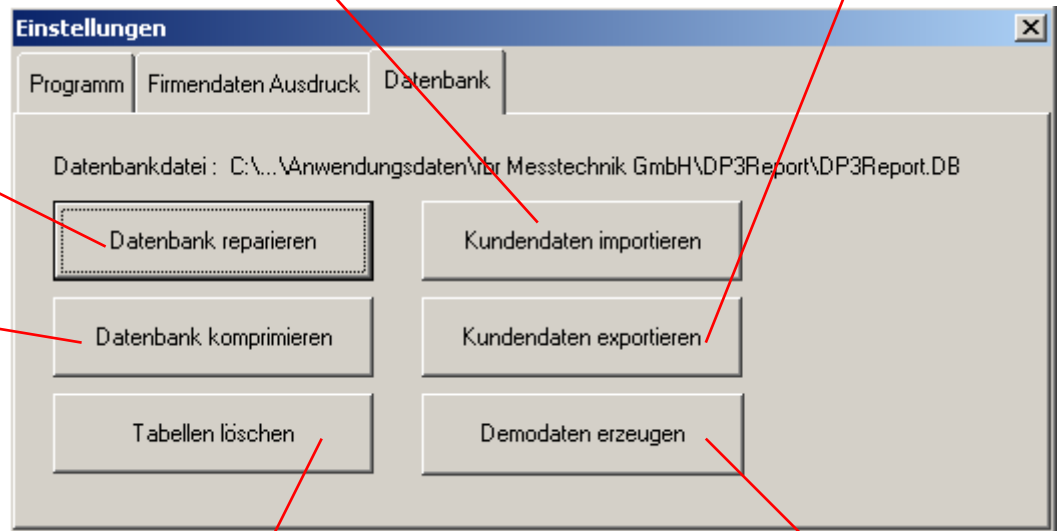 Einstellungen
Programm Firmendaten Ausdruck Datenbank
Datenbankdatei : C:\...\Anwendungsdaten\rbr Messtechnik GmbH\DP3Report\DP3Report.DB
Datenbank reparieren Kundendaten importieren
Datenbank komprimieren Kundendaten exportieren
Tabellen löschen Demodaten erzeugen